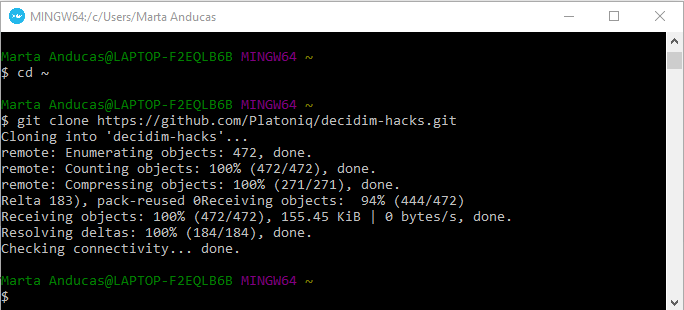 MINGW64:/c/Users/Marta Anducas
Marta Anducas@LAPTOP-F2EQLB6B MINGW64 ~
$ cd ~
Marta Anducas@LAPTOP-F2EQLB6B MINGW64 ~
$ git clone https://github.com/Platoniq/decidim-hacks.git
Cloning into 'decidim-hacks'...
remote: Enumerating objects: 472, done.
remote: Counting objects: 100% (472/472), done.
remote: Compressing objects: 100% (271/271), done.
Relta 183), pack-reused 0Receiving objects:  94% (444/472)
Receiving objects: 100% (472/472), 155.45 KiB | 0 bytes/s, done.
Resolving deltas: 100% (184/184), done.
Checking connectivity... done.
Marta Anducas@LAPTOP-F2EQLB6B MINGW64 ~
$